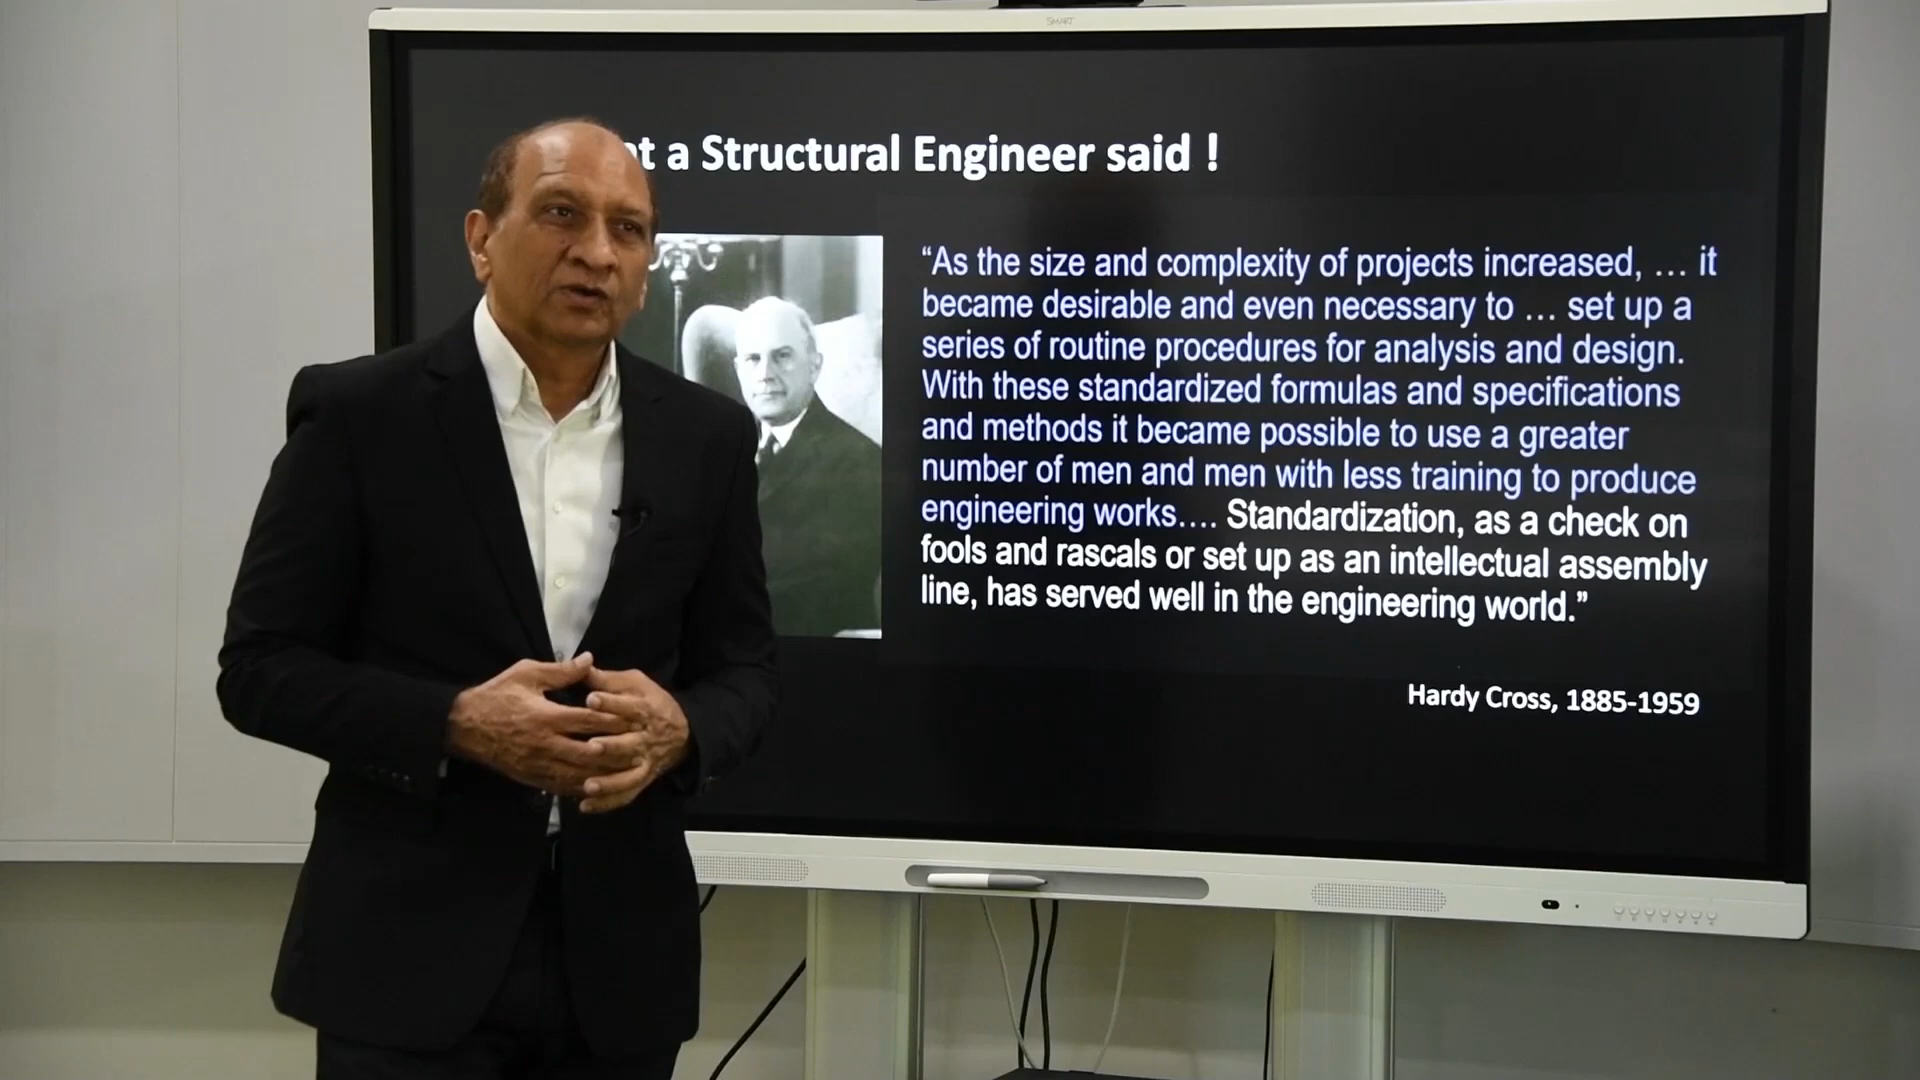 SMART
a Structural Engineer said !
“As the size and complexity of projects increased, … it
became desirable and even necessary to … set up a
series of routine procedures for analysis and design.
With these standardized formulas and specifications
and methods it became possible to use a greater
number of men and men with less training to produce
engineering works…. Standardization, as a check on
fools and rascals or set up as an intellectual assembly
line, has served well in the engineering world.”
Hardy Cross, 1885-1959